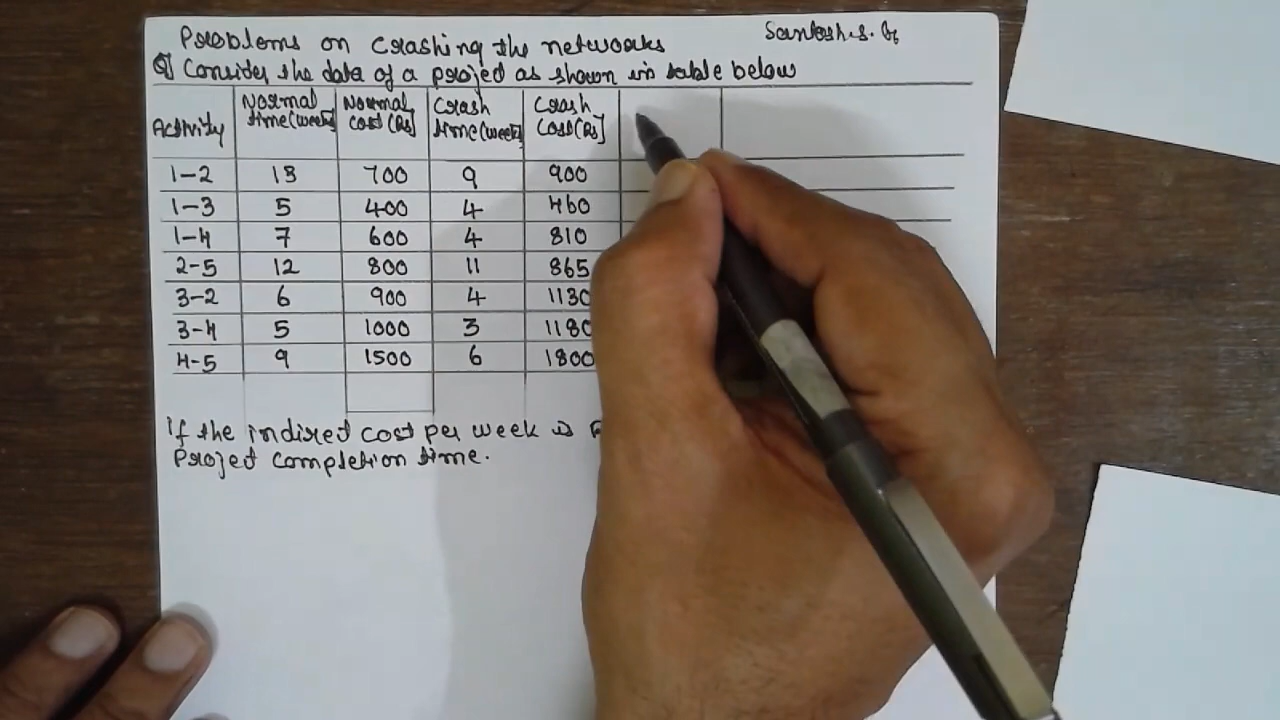 Problems on Crashing the networks
Santosh.S.
Q] Consider the data of a project as shown in table below
Activity Normal time(weeks) Normal cost(Rs) Crash time(weeks) Crash Cost(Rs)
1-2 13 700 9 900
1-3 5 400 4 460
1-4 7 600 4 810
2-5 12 800 11 865
3-2 6 900 4 1130
3-4 5 1000 3 1180
4-5 9 1500 6 1800
if the indirect cost per week is
Project completion time.